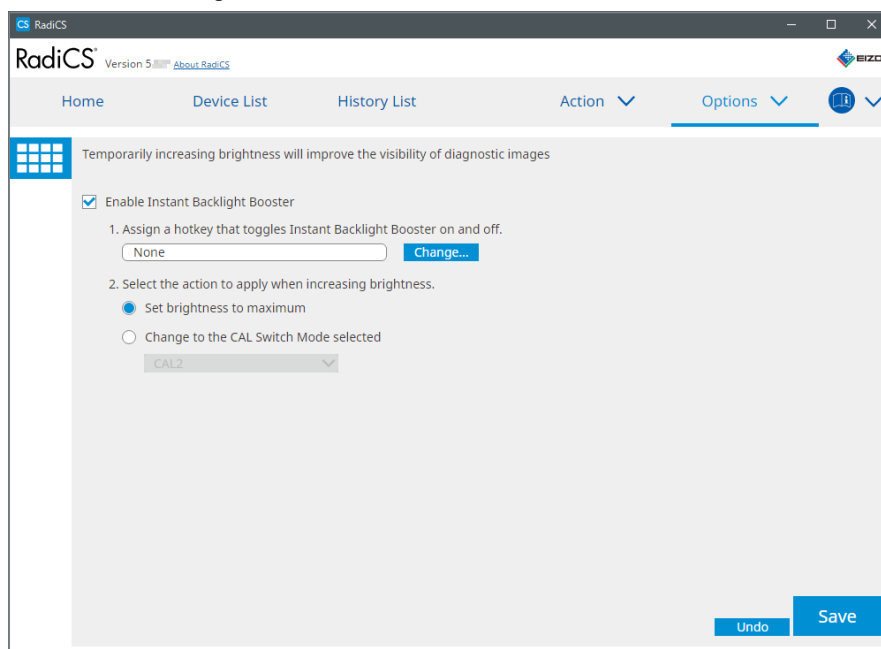 CS RadiCS
RadiCS Version 5. About RadiCS EIZO
Home Device List History List Action Options
Temporarily increasing brightness will improve the visibility of diagnostic images
Enable Instant Backlight Booster
1. Assign a hotkey that toggles Instant Backlight Booster on and off.
None Change...
2. Select the action to apply when increasing brightness.
Set brightness to maximum
Change to the CAL Switch Mode selected
CAL2
Undo Save